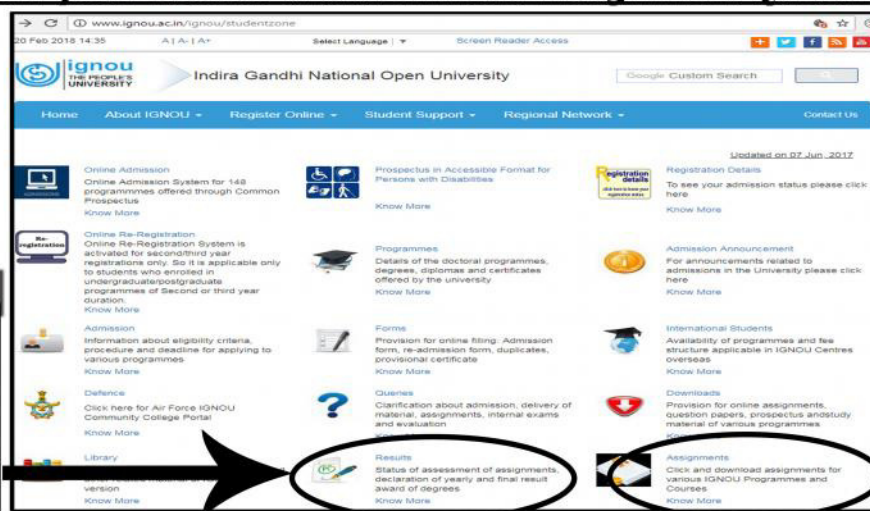 www.ignou.ac.in/ignou/studentzone
20 Feb 2018 14:35 A | A- | A+ Select Language ▼ Screen Reader Access
ignou
THE PEOPLE'S
UNIVERSITY
Indira Gandhi National Open University
Google Custom Search
Home About IGNOU Register Online Student Support Regional Network Contact Us
Updated on 07 Jun, 2017
Online Admission
Online Admission System for 148
programmmes offered through Common
Prospectus
Know More
Prospectus in Accessible Format for
Persons with Disabilities
Know More
Registration
details
Registration Details
To see your admission status please click
here
Know More
Re-
registration
Online Re-Registration
Online Re-Registration System is
activated for second/third year
registrations only. So it is applicable only
to students who enrolled in
undergraduate/postgraduate
programmes of Second or third year
duration.
Know More
Programmes
Details of the doctoral programmes,
degrees, diplomas and certificates
offered by the university
Know More
Admission Announcement
For announcements related to
admissions in the University please click
here
Know More
Admission
Information about eligibility criteria,
procedure and deadline for applying to
various programmes
Know More
Forms
Provision for online filling: Admission
form, re-admission form, duplicates,
provisional certificate
Know More
International Students
Availability of programmes and fee
structure applicable in IGNOU Centres
overseas
Know More
Defence
Click here for Air Force IGNOU
Community College Portal
Know More
Queries
Clarification about admission, delivery of
material, assignments, internal exams
and evaluation
Know More
Downloads
Provision for online assignments,
question papers, prospectus andstudy
material of various programmes
Know More
Library
version
Know More
Results
Status of assessment of assignments,
declaration of yearly and final result
award of degrees
Know More
Assignments
Click and download assignments for
various IGNOU Programmes and
Courses
Know More